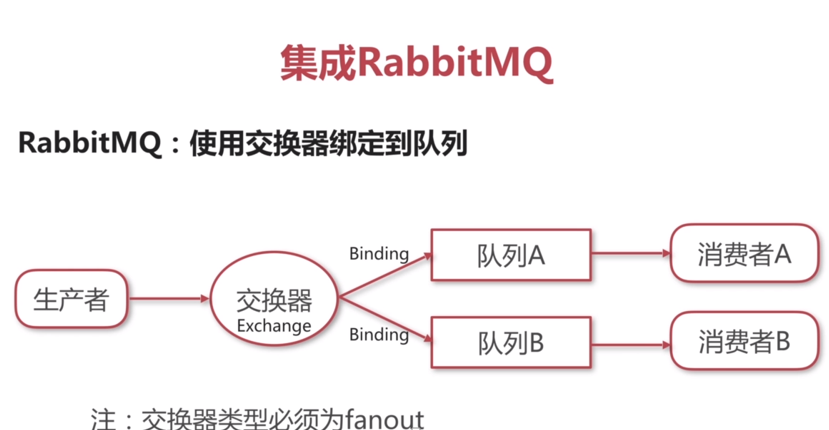 集成RabbitMQ
RabbitMQ：使用交换器绑定到队列
生产者
交换器
Exchange
Binding
Binding
队列A
队列B
消费者A
消费者B
注：交换器类型必须为fanout